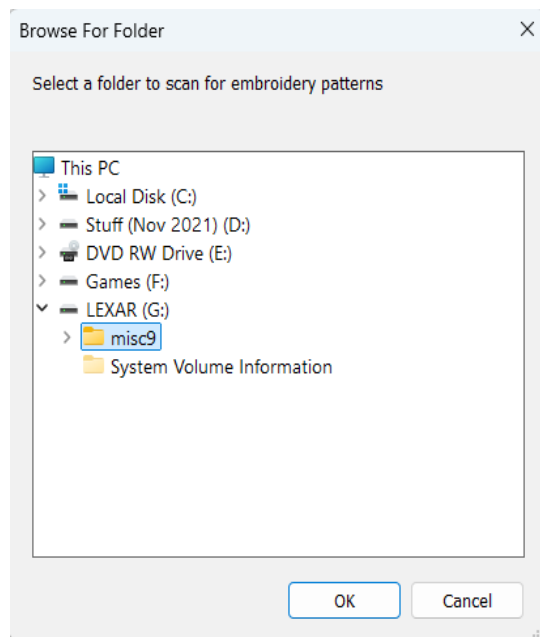 Browse For Folder
Select a folder to scan for embroidery patterns
This PC
Local Disk (C:)
Stuff (Nov 2021) (D:)
DVD RW Drive (E:)
Games (F:)
LEXAR (G:)
misc9
System Volume Information
OK Cancel